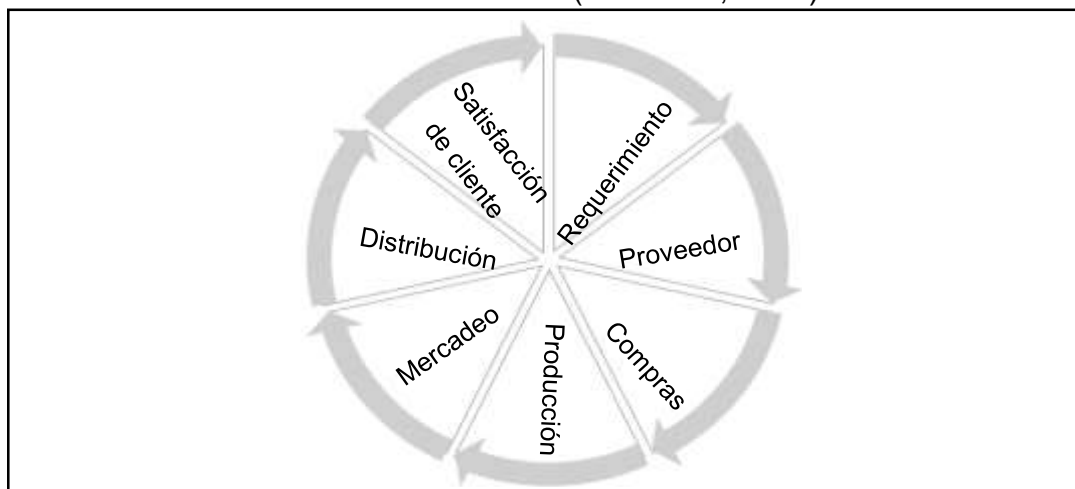 Requerimiento
Proveedor
Compras
Producción
Mercadeo
Distribución
Satisfacción
de cliente